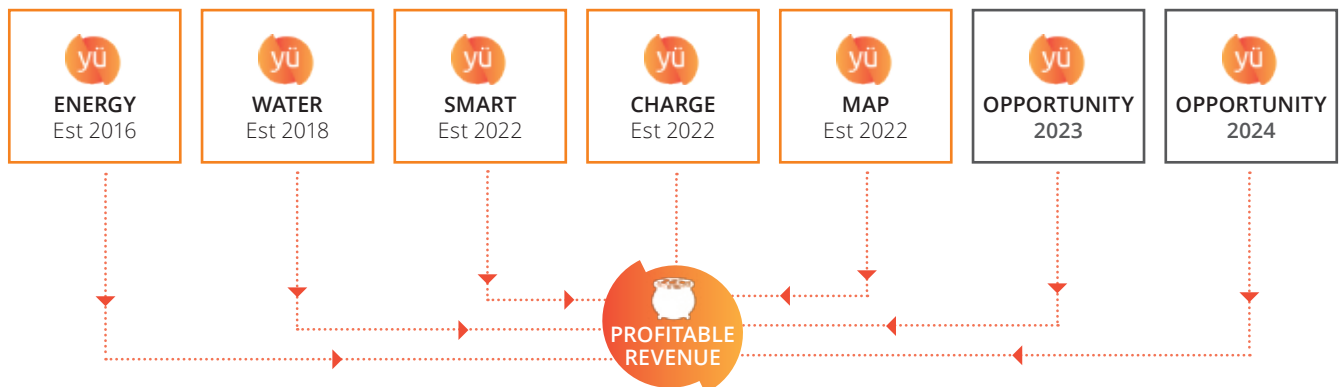 yü
ENERGY
Est 2016
yü
WATER
Est 2018
yü
SMART
Est 2022
yü
CHARGE
Est 2022
yü
MAP
Est 2022
yü
OPPORTUNITY
2023
yü
OPPORTUNITY
2024
PROFITABLE
REVENUE